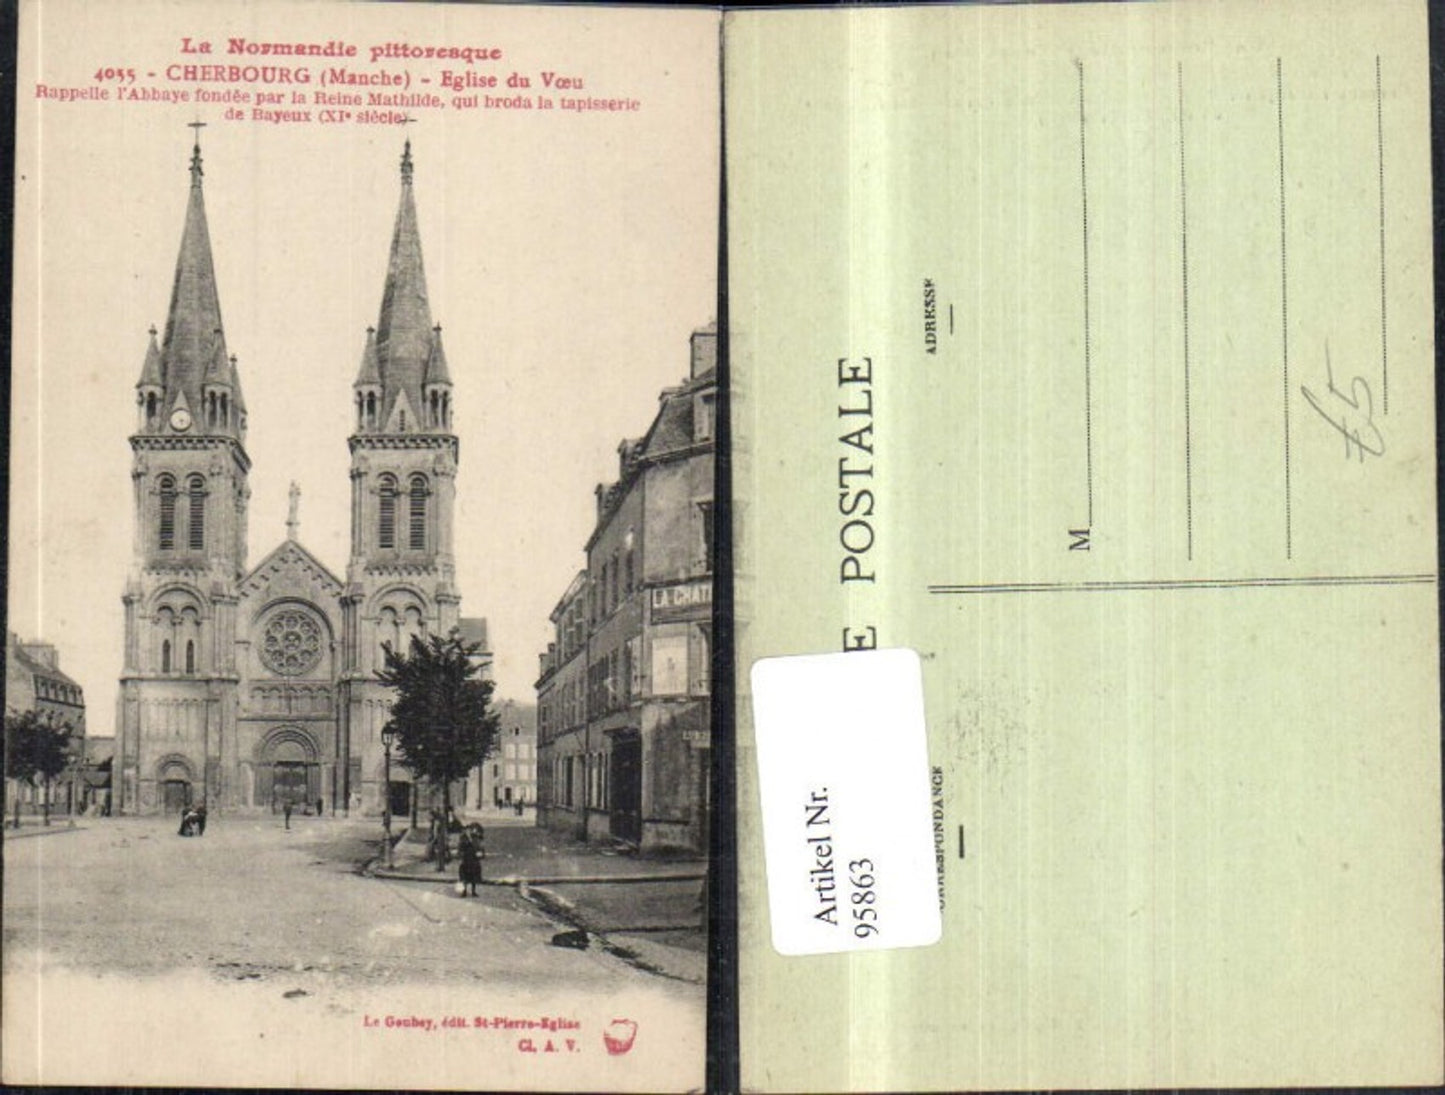 La Normandie pittoresque
4055 - CHERBOURG (Manche) - Eglise du Vœu
Rappelle l'Abbaye fondée par la Reine Mathilde, qui broda la tapisserie
de Bayeux (XIe siècle)
LA CHAT
Le Goubey, édit. St-Pierre-Eglise
Cl. A. V.
E POSTALE
ADRESSE
M
RRESPONDANCE
Artikel Nr.
95863